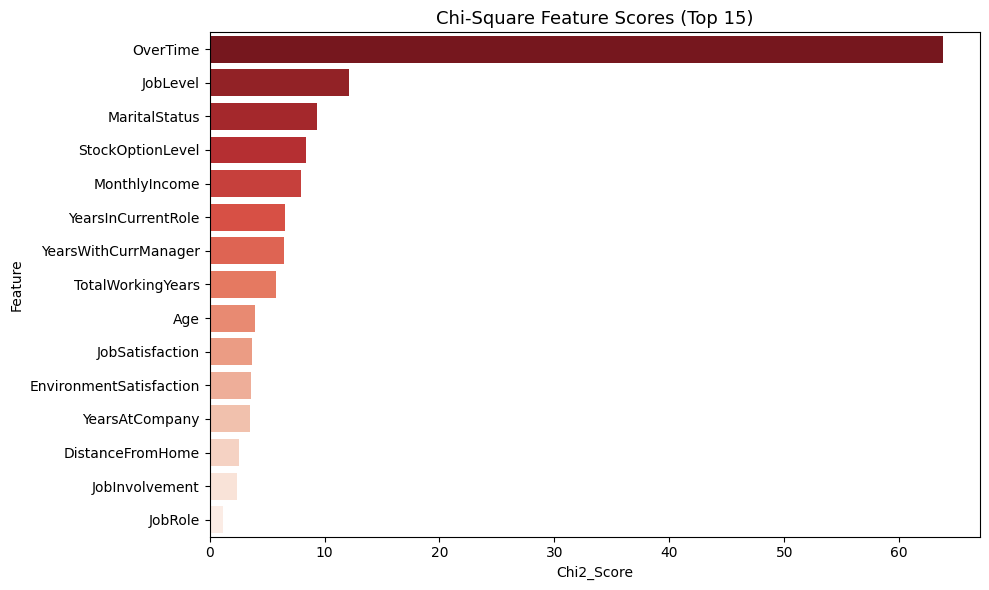 Chi-Square Feature Scores (Top 15)
OverTime
JobLevel
MaritalStatus
StockOptionLevel
MonthlyIncome
YearsInCurrentRole
YearsWithCurrManager
TotalWorkingYears
Age
JobSatisfaction
EnvironmentSatisfaction
YearsAtCompany
DistanceFromHome
JobInvolvement
JobRole
Feature
0 10 20 30 40 50 60
Chi2_Score